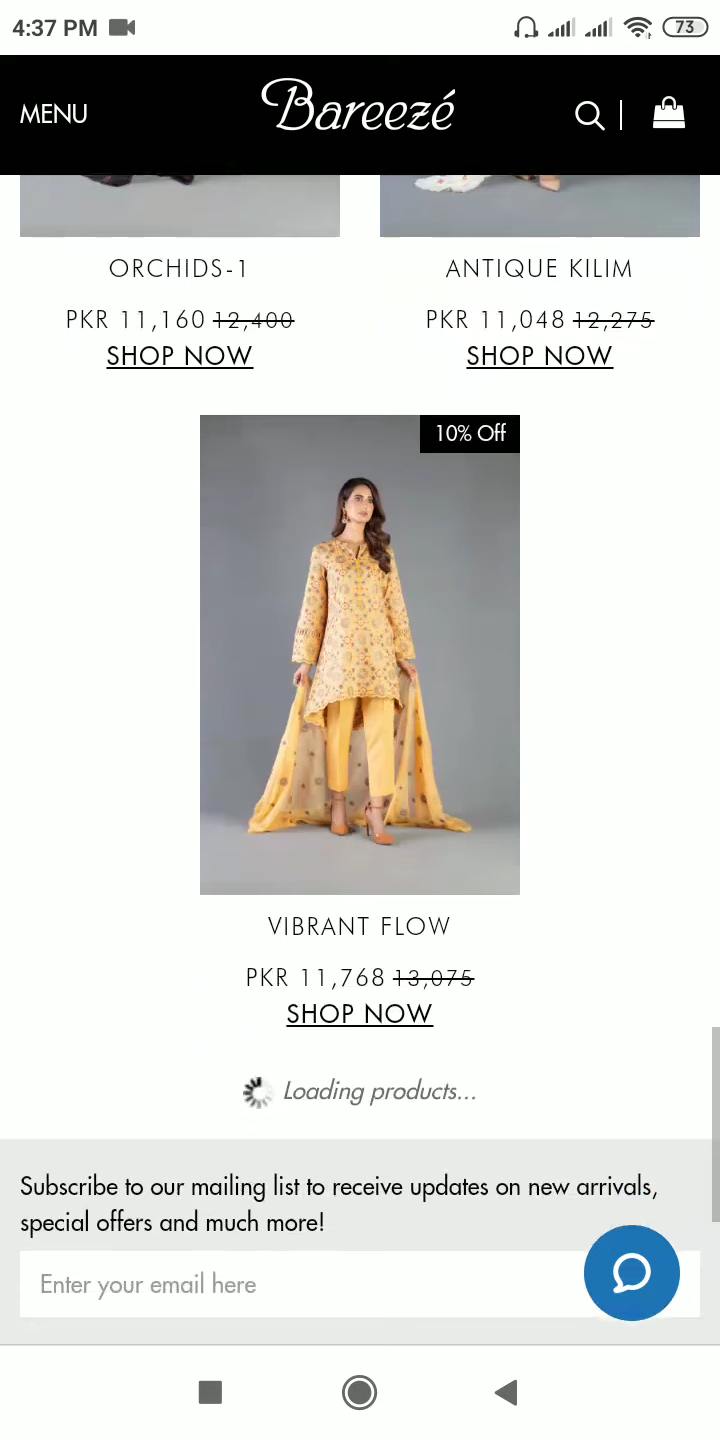 4:37 PM
73
MENU
Bareezé
ORCHIDS-1
ANTIQUE KILIM
PKR 11,160 12,400
PKR 11,048 12,275
SHOP NOW
SHOP NOW
10% Off
VIBRANT FLOW
PKR 11,768 13,075
SHOP NOW
Loading products...
Subscribe to our mailing list to receive updates on new arrivals,
special offers and much more!
Enter your email here